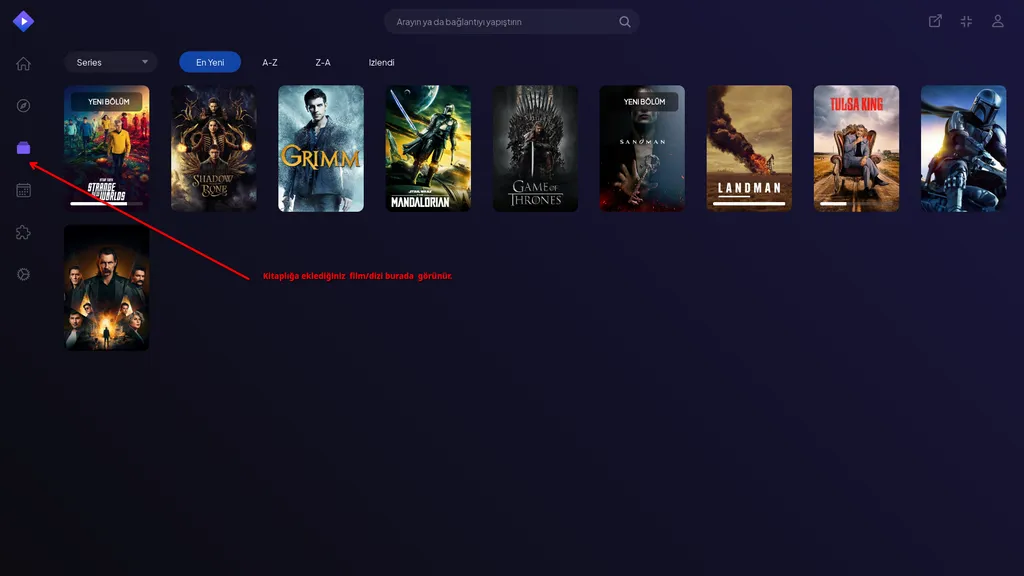 Arayın ya da bağlantıyı yapıştırın
Series
En Yeni
A-Z
Z-A
Izlendi
YENI BÖLÜM
STAR TREK
STRANGE NEW WORLDS
SHADOW AND BONE
GRIMM
STAR WARS
THE MANDALORIAN
GAME OF THRONES
YENI BÖLÜM
SANDMAN
LANDMAN
TULSA KING
Kitaplığa eklediğiniz film/dizi burada görünür.